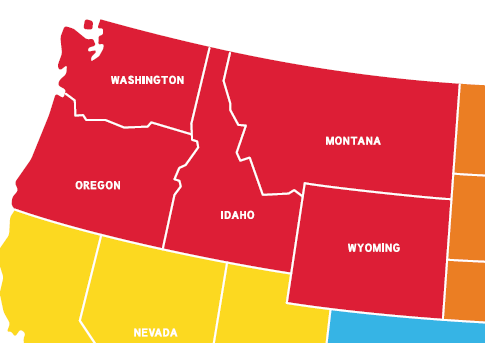 WASHINGTON
MONTANA
OREGON
IDAHO
WYOMING
NEVADA